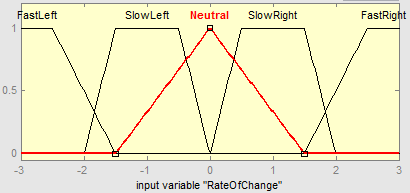 FastLeft SlowLeft Neutral SlowRight FastRight
1
0.5
0
-3 -2 -1 0 1 2 3
input variable "RateOfChange"